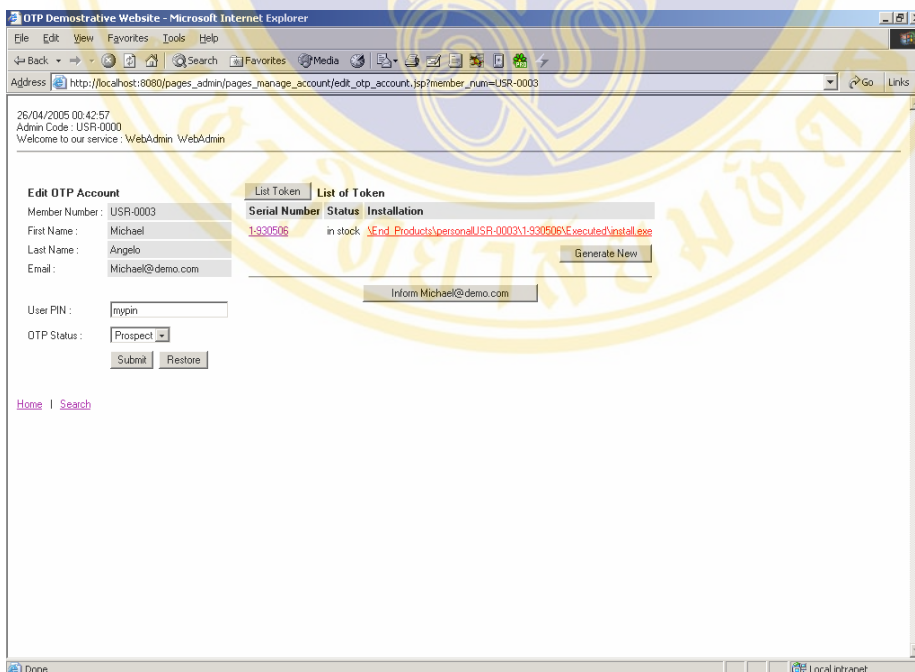 OTP Demostrative Website - Microsoft Internet Explorer
File Edit View Favorites Tools Help
Back Search Favorites Media
Address http://localhost:8080/pages_admin/pages_manage_account/edit_otp_account.jsp?member_num=USR-0003 Go Links
26/04/2005 00:42:57
Admin Code : USR-0000
Welcome to our service : WebAdmin WebAdmin
Edit OTP Account List Token List of Token
Member Number : USR-0003 Serial Number Status Installation
First Name : Michael 1-930506 in stock \End_Products\personalUSR-0003\1-930506\Executed\install.exe
Last Name : Angelo Generate New
Email : Michael@demo.com
Inform Michael@demo.com
User PIN : mypin
OTP Status : Prospect
Submit Restore
Home | Search
Done Local intranet